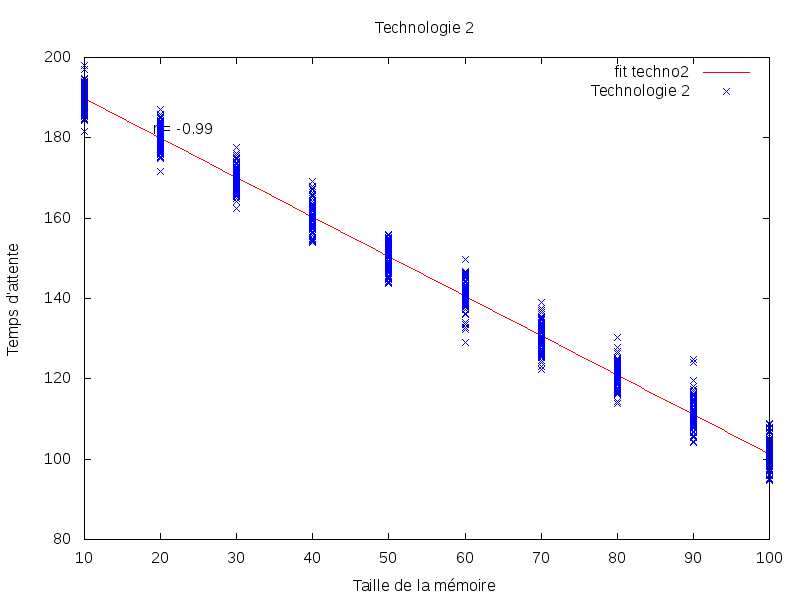 Technologie 2
200
180
160
140
120
100
80
10 20 30 40 50 60 70 80 90 100
Temps d'attente
Taille de la mémoire
fit techno2
Technologie 2
r= -0.99